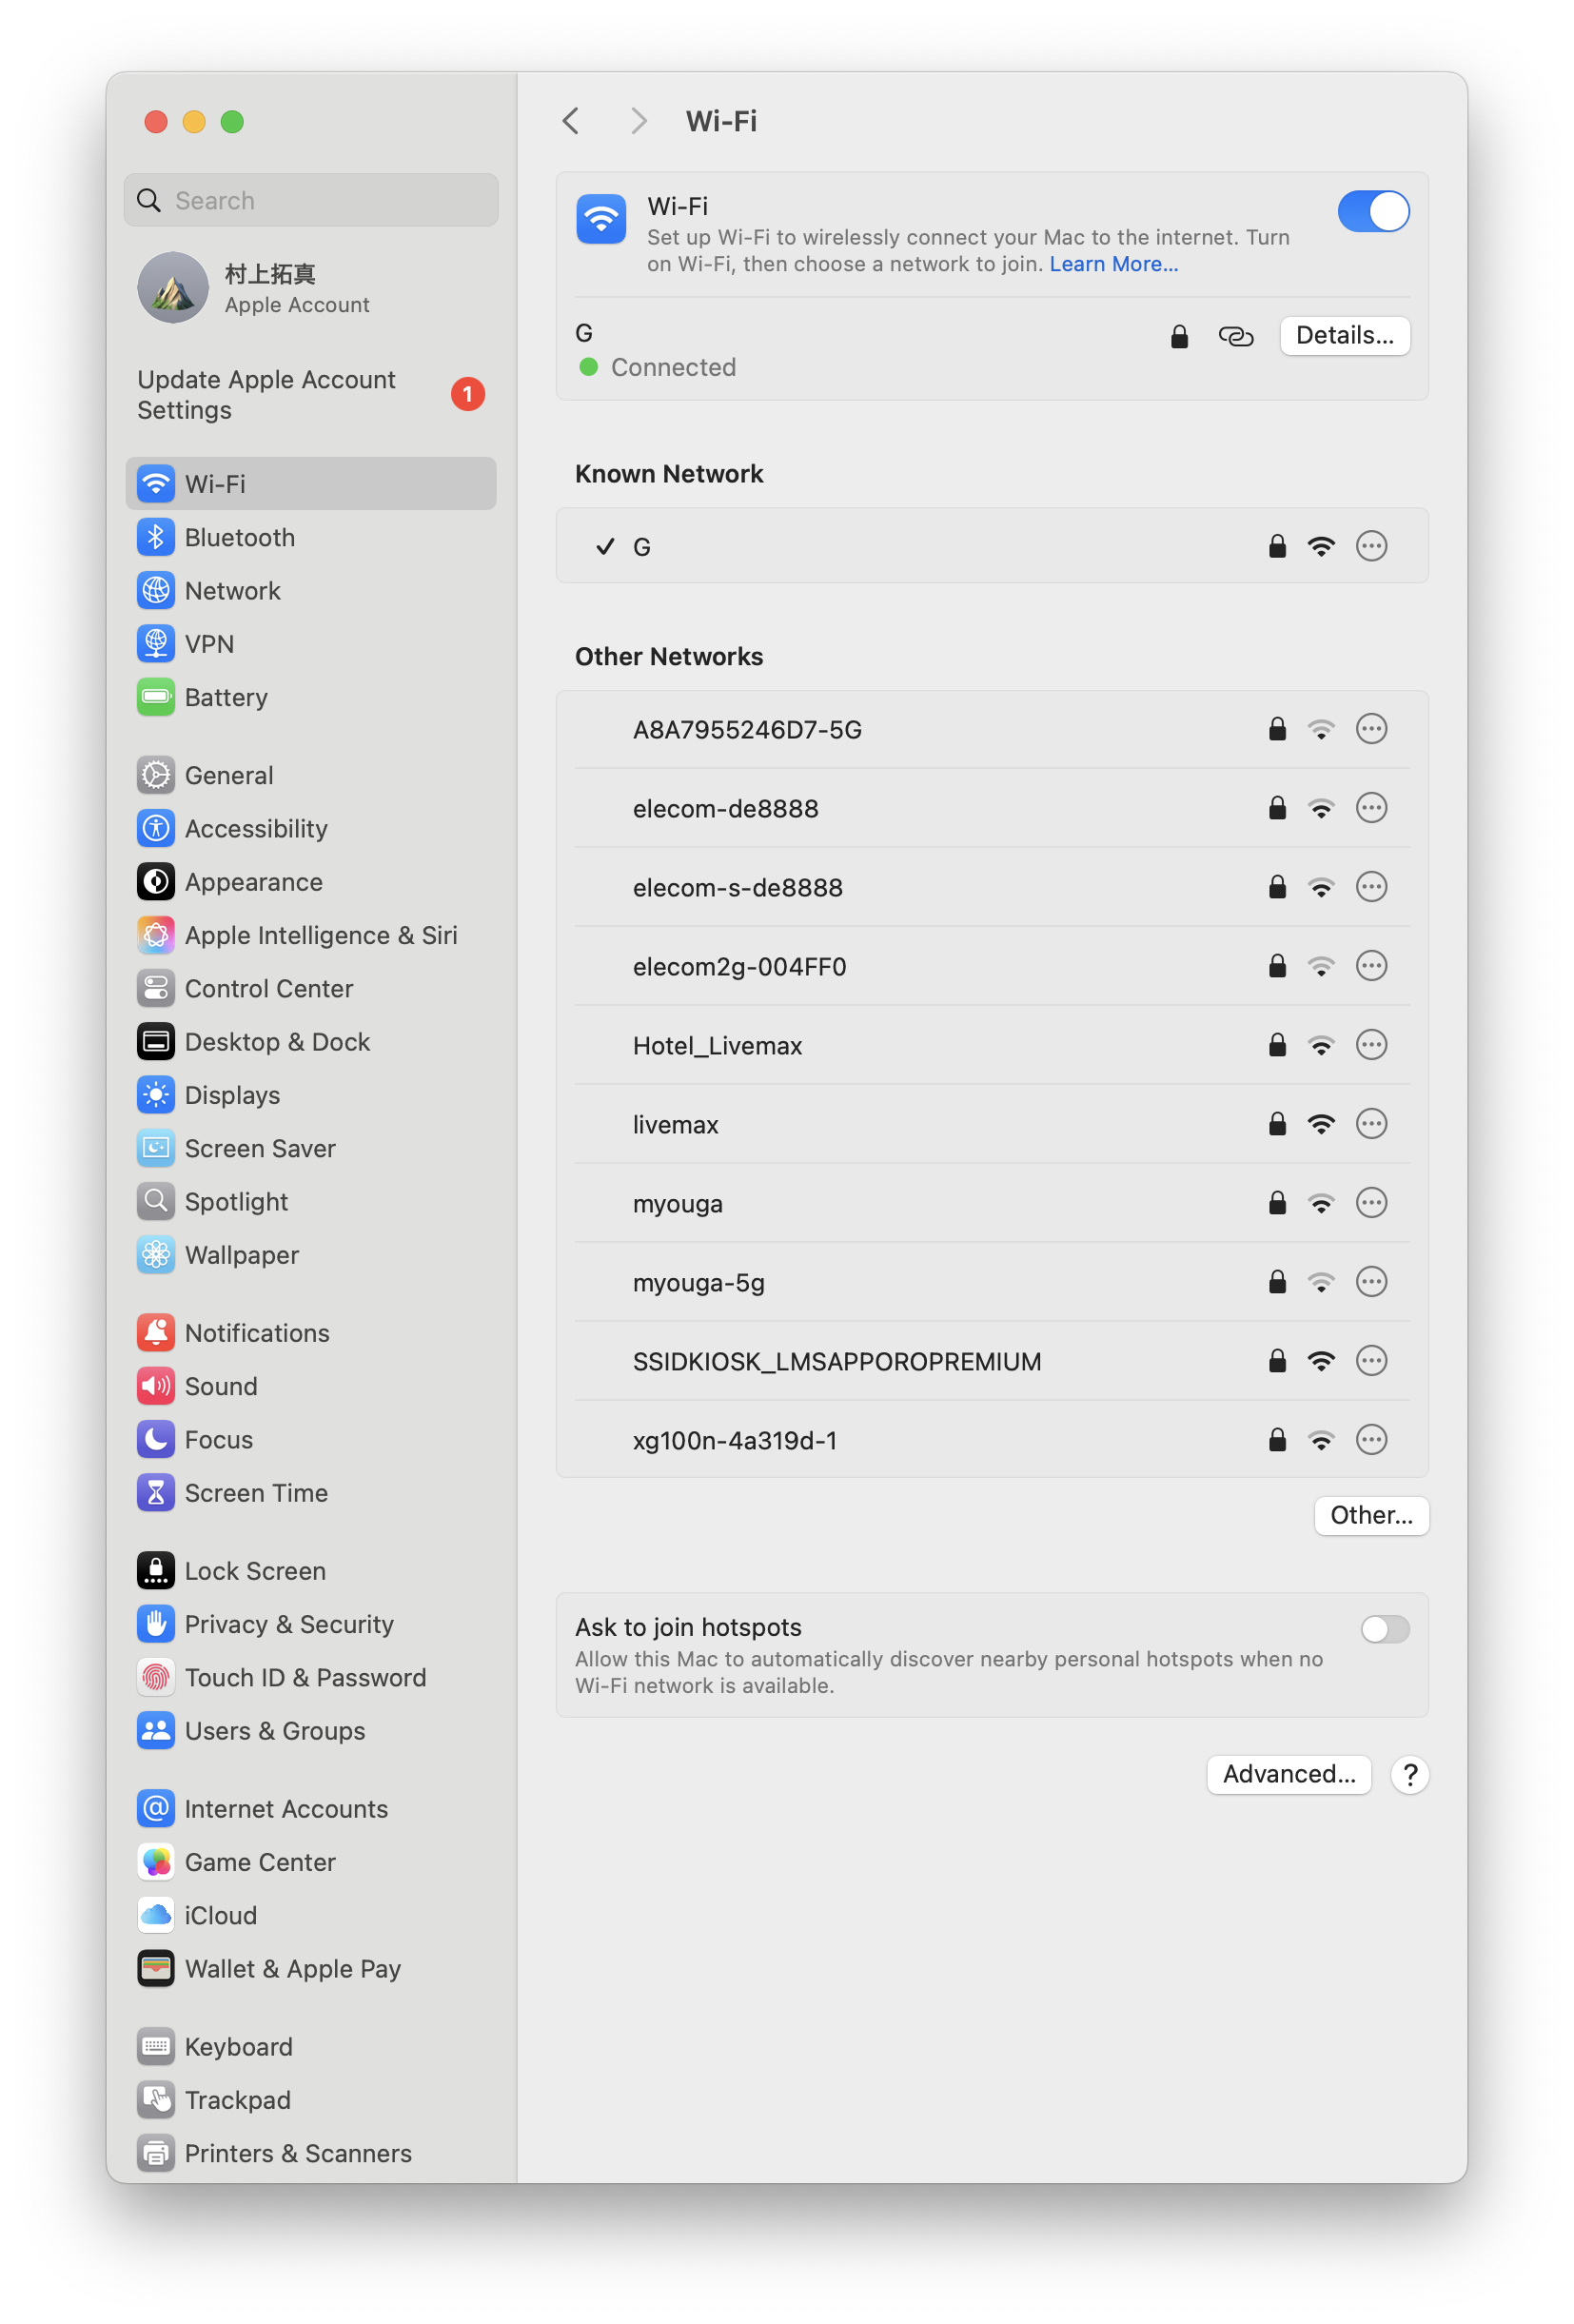 Search
村上拓真
Apple Account
Update Apple Account
Settings
1
Wi-Fi
Bluetooth
Network
VPN
Battery
General
Accessibility
Appearance
Apple Intelligence & Siri
Control Center
Desktop & Dock
Displays
Screen Saver
Spotlight
Wallpaper
Notifications
Sound
Focus
Screen Time
Lock Screen
Privacy & Security
Touch ID & Password
Users & Groups
Internet Accounts
Game Center
iCloud
Wallet & Apple Pay
Keyboard
Trackpad
Printers & Scanners
Wi-Fi
Wi-Fi
Set up Wi-Fi to wirelessly connect your Mac to the internet. Turn
on Wi-Fi, then choose a network to join. Learn More...
G
Details...
Connected
Known Network
✓ G
Other Networks
A8A7955246D7-5G
elecom-de8888
elecom-s-de8888
elecom2g-004FF0
Hotel_Livemax
livemax
myouga
myouga-5g
SSIDKIOSK_LMSAPPOROPREMIUM
xg100n-4a319d-1
Other...
Ask to join hotspots
Allow this Mac to automatically discover nearby personal hotspots when no
Wi-Fi network is available.
Advanced... ?